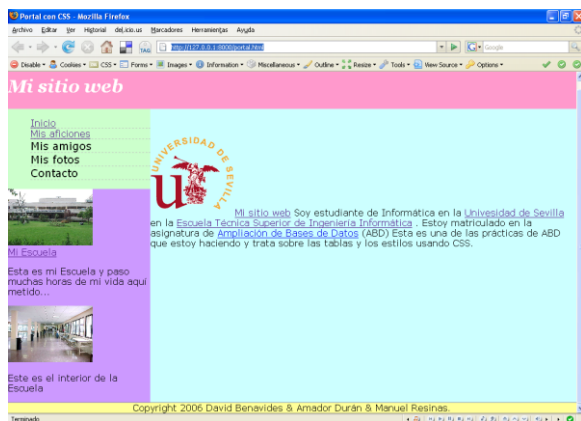 Portal con CSS - Mozilla Firefox
Archivo Editar Ver Historial del.icio.us Marcadores Herramientas Ayuda
TAG http://127.0.0.1:8000/portal.html Google
Disable Cookies CSS Forms Images Information Miscellaneous Outline Resize Tools View Source Options
Mi sitio web
Inicio
Mis aficiones
Mis amigos
Mis fotos
Contacto
UNIVERSIDAD DE SEVILLA
Mi sitio web Soy estudiante de Informática en la Univesidad de Sevilla
en la Escuela Técnica Superior de Ingeniería Informática . Estoy matriculado en la
asignatura de Ampliación de Bases de Datos (ABD) Esta es una de las prácticas de ABD
que estoy haciendo y trata sobre las tablas y los estilos usando CSS.
Mi Escuela
Esta es mi Escuela y paso
muchas horas de mi vida aquí
metido...
Este es el interior de la
Escuela
Copyright 2006 David Benavides & Amador Durán & Manuel Resinas.
Terminado